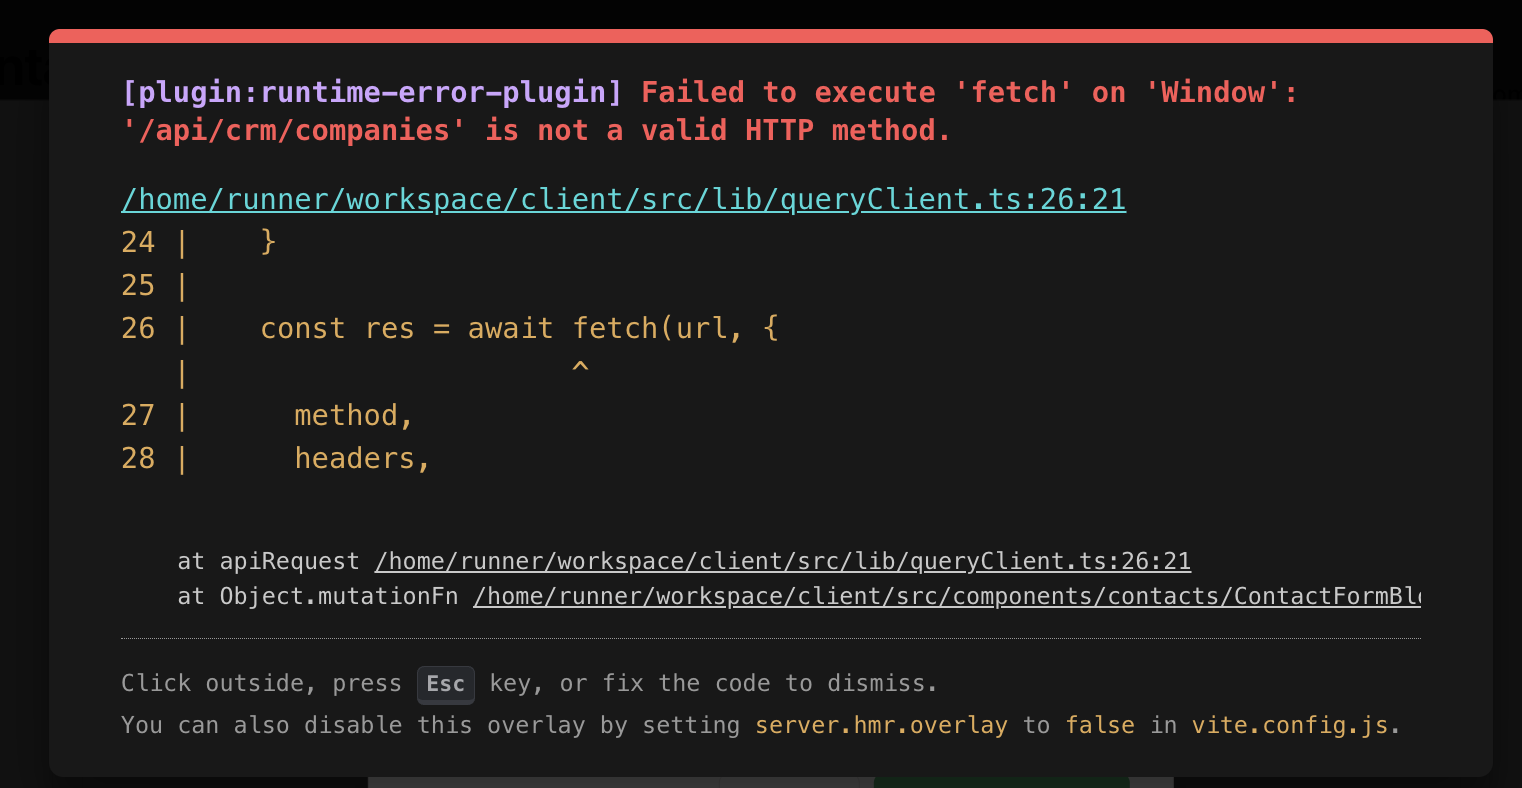 [plugin:runtime-error-plugin] Failed to execute 'fetch' on 'Window':
'/api/crm/companies' is not a valid HTTP method.
/home/runner/workspace/client/src/lib/queryClient.ts:26:21
24 |    }
25 |
26 |    const res = await fetch(url, {
   |                      ^
27 |      method,
28 |      headers,
at apiRequest /home/runner/workspace/client/src/lib/queryClient.ts:26:21
at Object.mutationFn /home/runner/workspace/client/src/components/contacts/ContactFormBl
Click outside, press Esc key, or fix the code to dismiss.
You can also disable this overlay by setting server.hmr.overlay to false in vite.config.js.